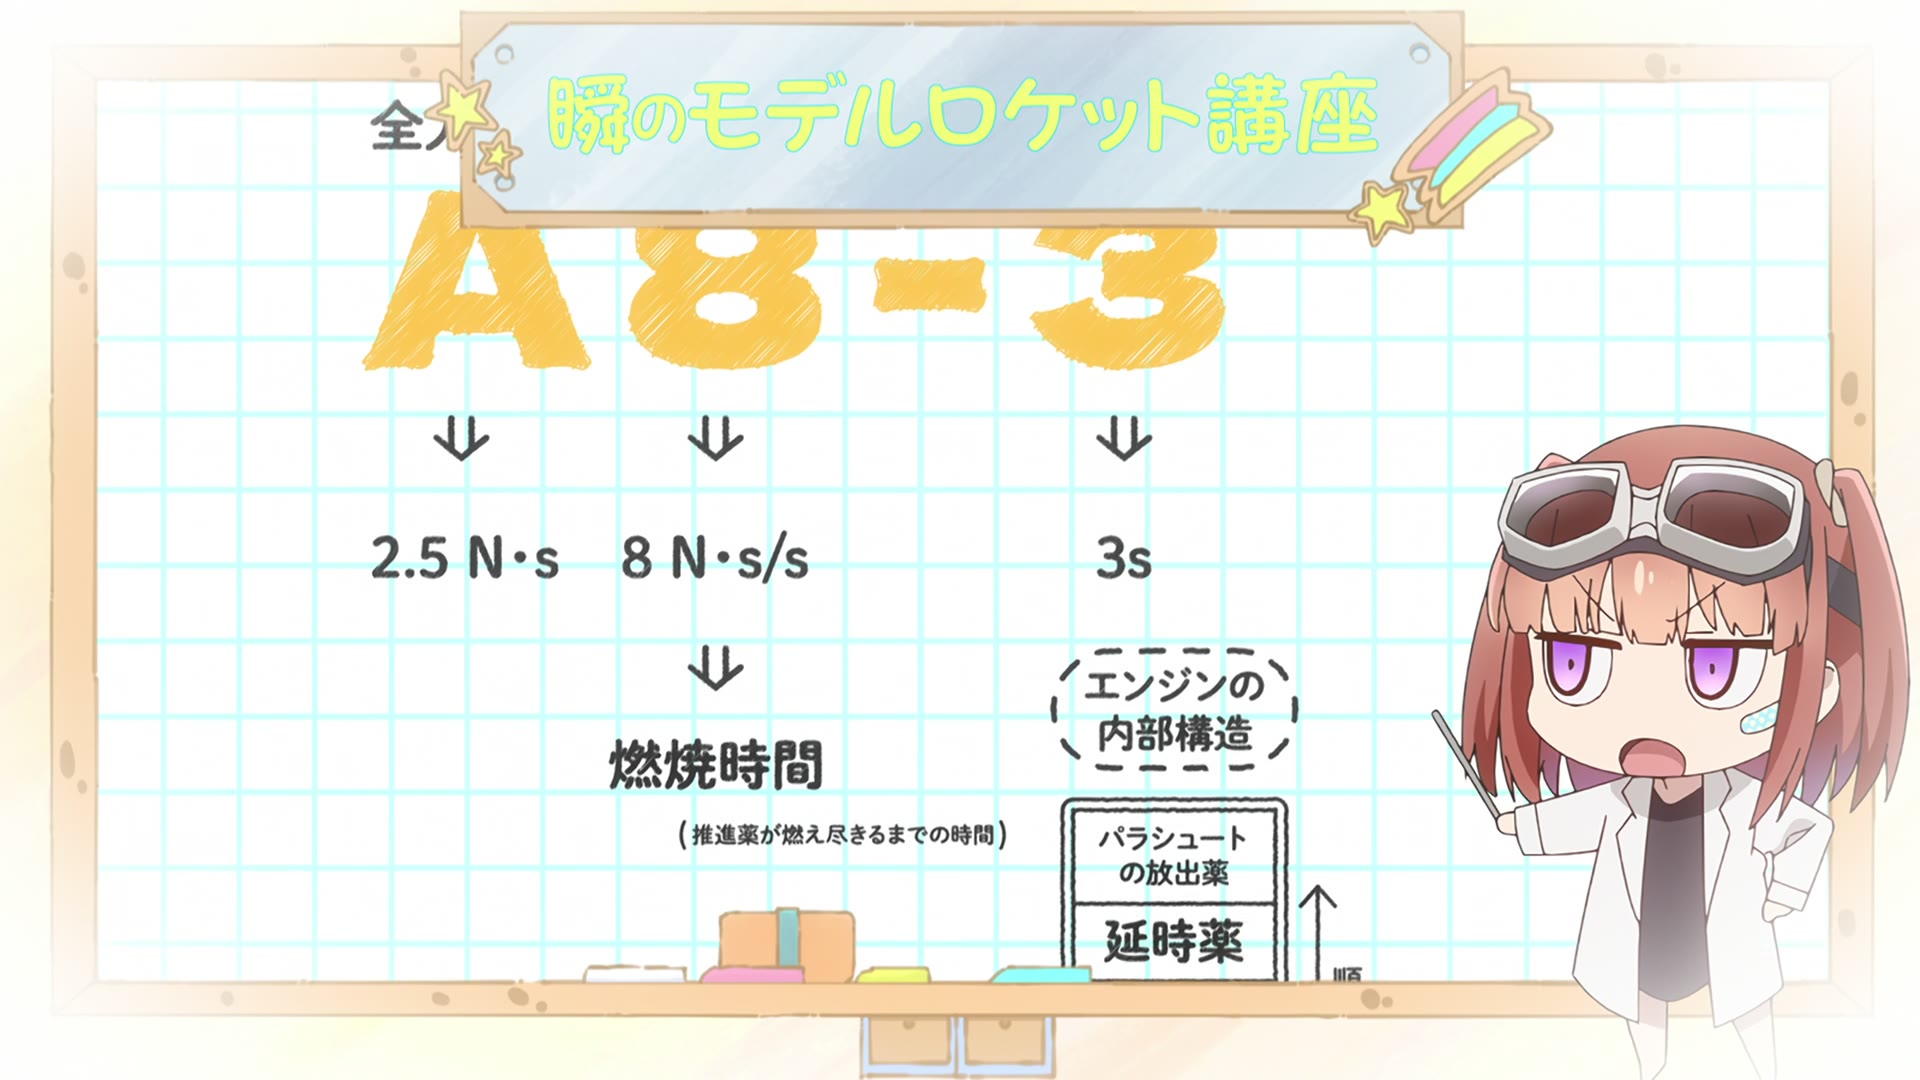 瞬のモデルロケット講座
全
A8-3
2.5 N・s
8 N・s/s
3s
燃焼時間
(推進薬が燃え尽きるまでの時間)
エンジンの
内部構造
パラシュート
の放出薬
延時薬
順